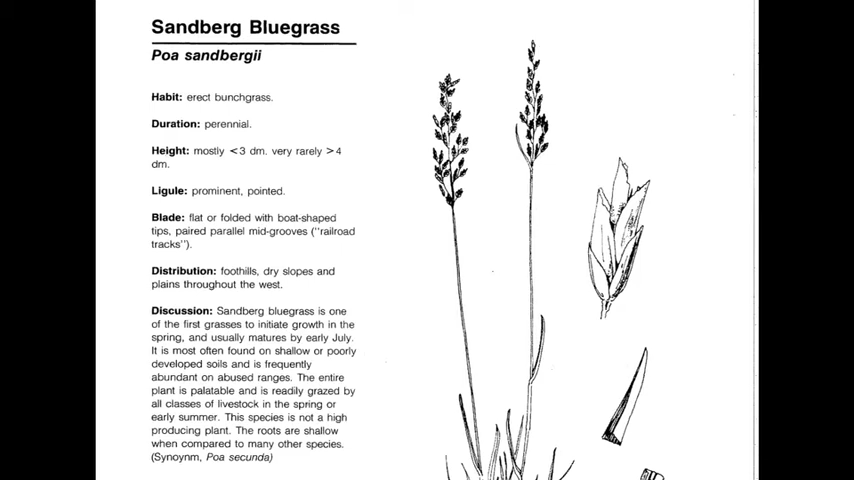 Sandberg Bluegrass
Poa sandbergii
Habit: erect bunchgrass.
Duration: perennial.
Height: mostly <3 dm. very rarely >4
dm.
Ligule: prominent, pointed.
Blade: flat or folded with boat-shaped
tips, paired parallel mid-grooves ("railroad
tracks").
Distribution: foothills, dry slopes and
plains throughout the west.
Discussion: Sandberg bluegrass is one
of the first grasses to initiate growth in the
spring, and usually matures by early July.
It is most often found on shallow or poorly
developed soils and is frequently
abundant on abused ranges. The entire
plant is palatable and is readily grazed by
all classes of livestock in the spring or
early summer. This species is not a high
producing plant. The roots are shallow
when compared to many other species.
(Synoynm, Poa secunda)